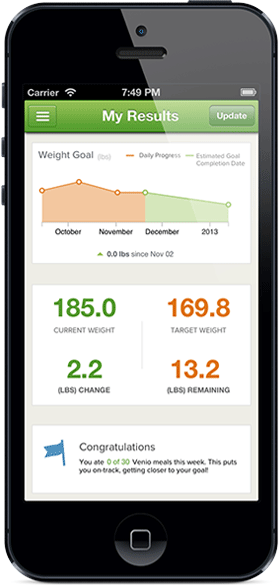 Carrier 7:49 PM
My Results Update
Weight Goal (lbs) Daily Progress Estimated Goal
Completion Date
October November December 2013
0.0 lbs since Nov 02
185.0 169.8
CURRENT WEIGHT TARGET WEIGHT
2.2 13.2
(LBS) CHANGE (LBS) REMAINING
Congratulations
You ate 0 of 30 Venio meals this week. This puts
you on-track, getting closer to your goal!